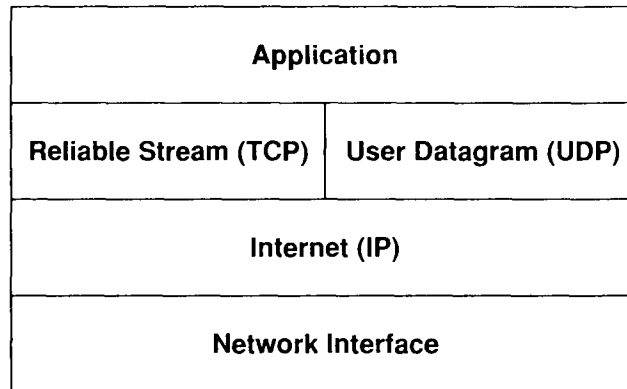 Application
Reliable Stream (TCP) User Datagram (UDP)
Internet (IP)
Network Interface